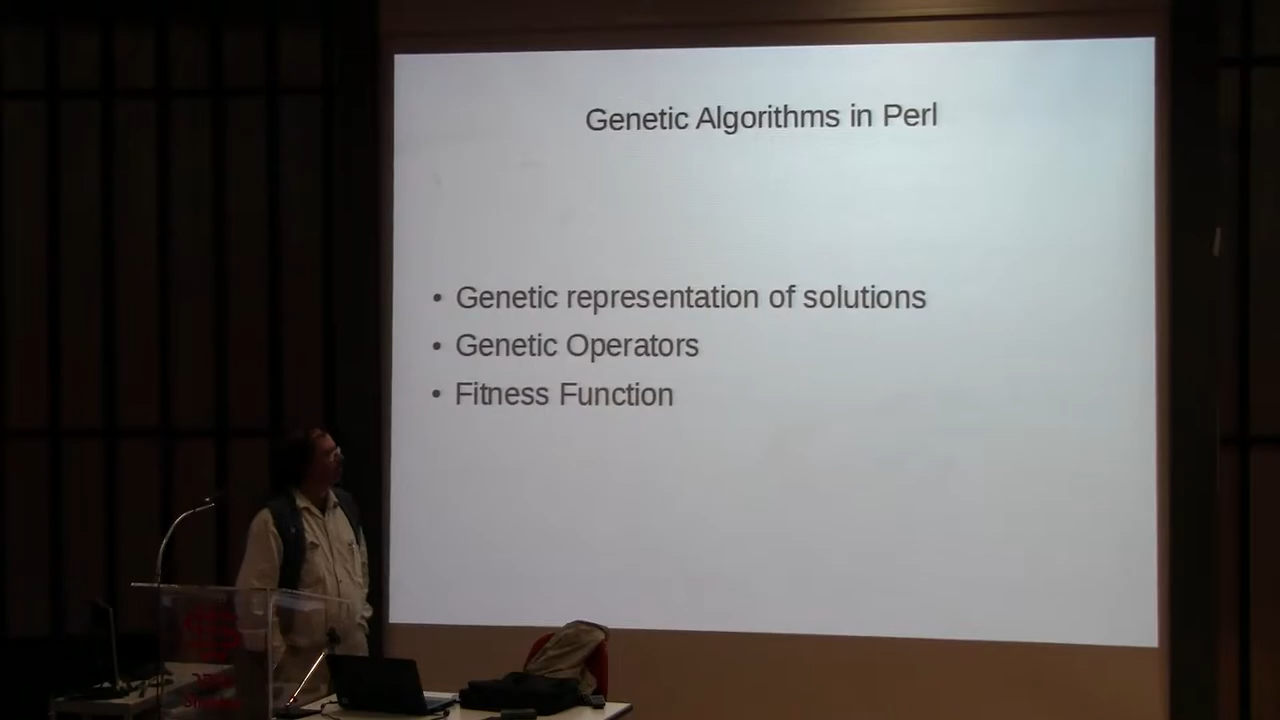 Genetic Algorithms in Perl
• Genetic representation of solutions
• Genetic Operators
• Fitness Function